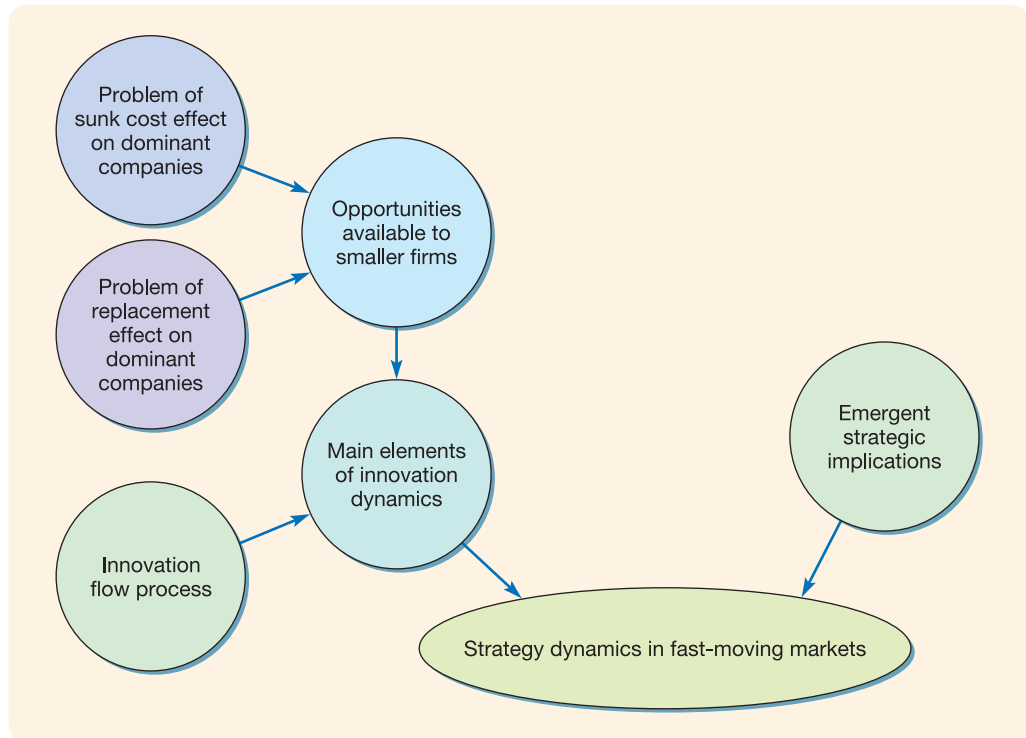 Problem of
sunk cost effect
on dominant
companies
Opportunities
available to
smaller firms
Problem of
replacement
effect on
dominant
companies
Main elements
of innovation
dynamics
Emergent
strategic
implications
Innovation
flow process
Strategy dynamics in fast-moving markets